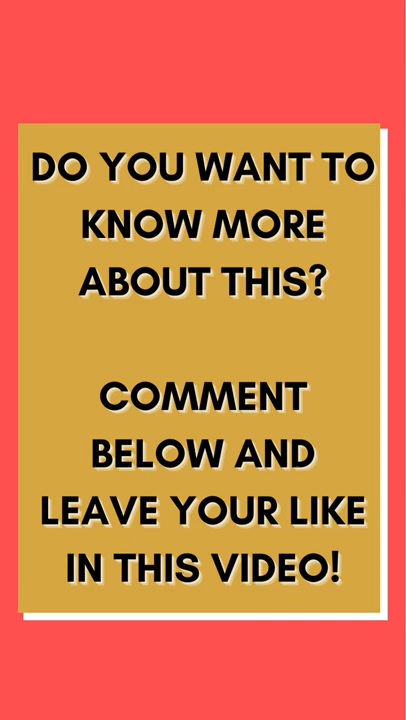 DO YOU WANT TO
KNOW MORE
ABOUT THIS?
COMMENT
BELOW AND
LEAVE YOUR LIKE
IN THIS VIDEO!